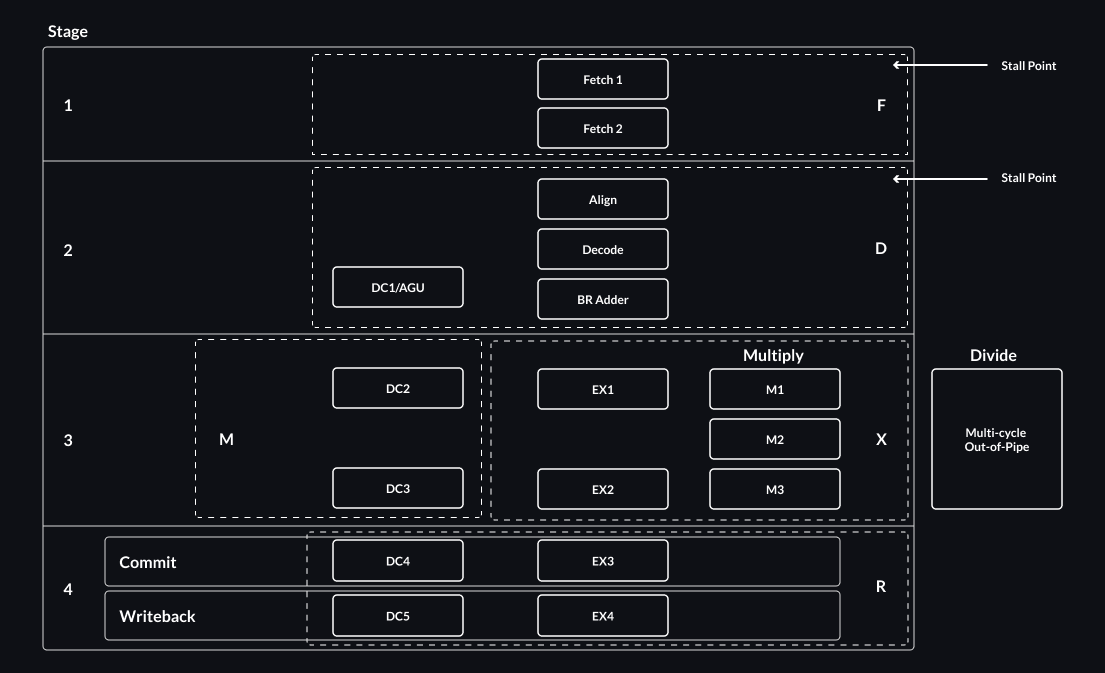 Stage
Stall Point
1
Fetch 1
F
Fetch 2
Stall Point
2
Align
D
Decode
DC1/AGU
BR Adder
Multiply
Divide
3
M
DC2
EX1
M1
X
M2
Multi-cycle
Out-of-Pipe
DC3
EX2
M3
4
Commit
DC4
EX3
R
Writeback
DC5
EX4